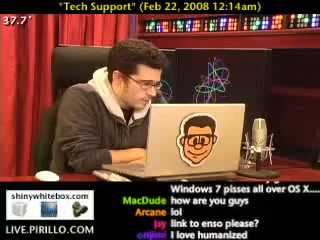 "Tech Support" (Feb 22, 2008 12:14am)
37.7°
Windows 7 pisses all over OS X....
MacDude how are you guys
Arcane lol
jay link to enso please?
I love humanized
shinywhitebox.com
LIVE.PIRILLO.COM